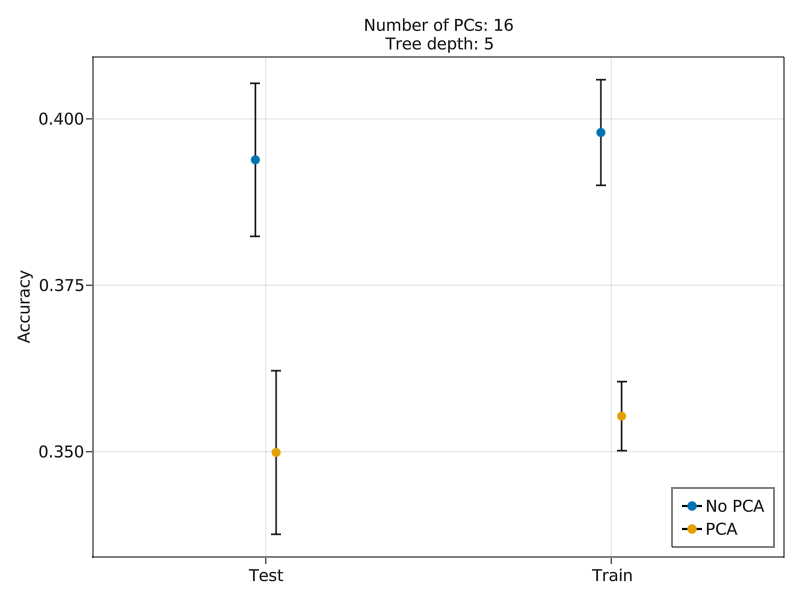 Number of PCs: 16
Tree depth: 5
Accuracy
0.400
0.375
0.350
Test
Train
No PCA
PCA